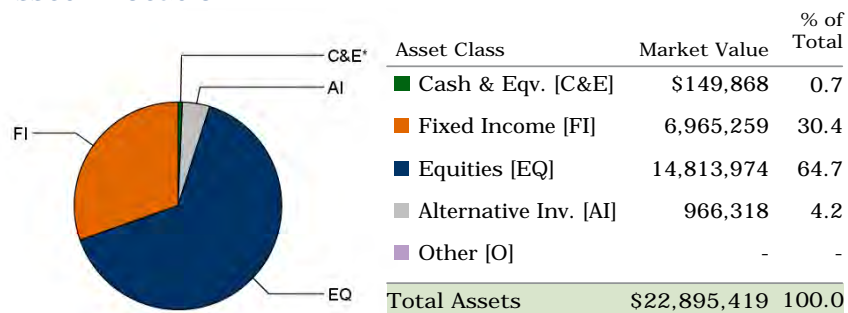 C&E*
AI
FI
EQ
% of
Asset Class Market Value Total
Cash & Eqv. [C&E] $149,868 0.7
Fixed Income [FI] 6,965,259 30.4
Equities [EQ] 14,813,974 64.7
Alternative Inv. [AI] 966,318 4.2
Other [O] - -
Total Assets $22,895,419 100.0